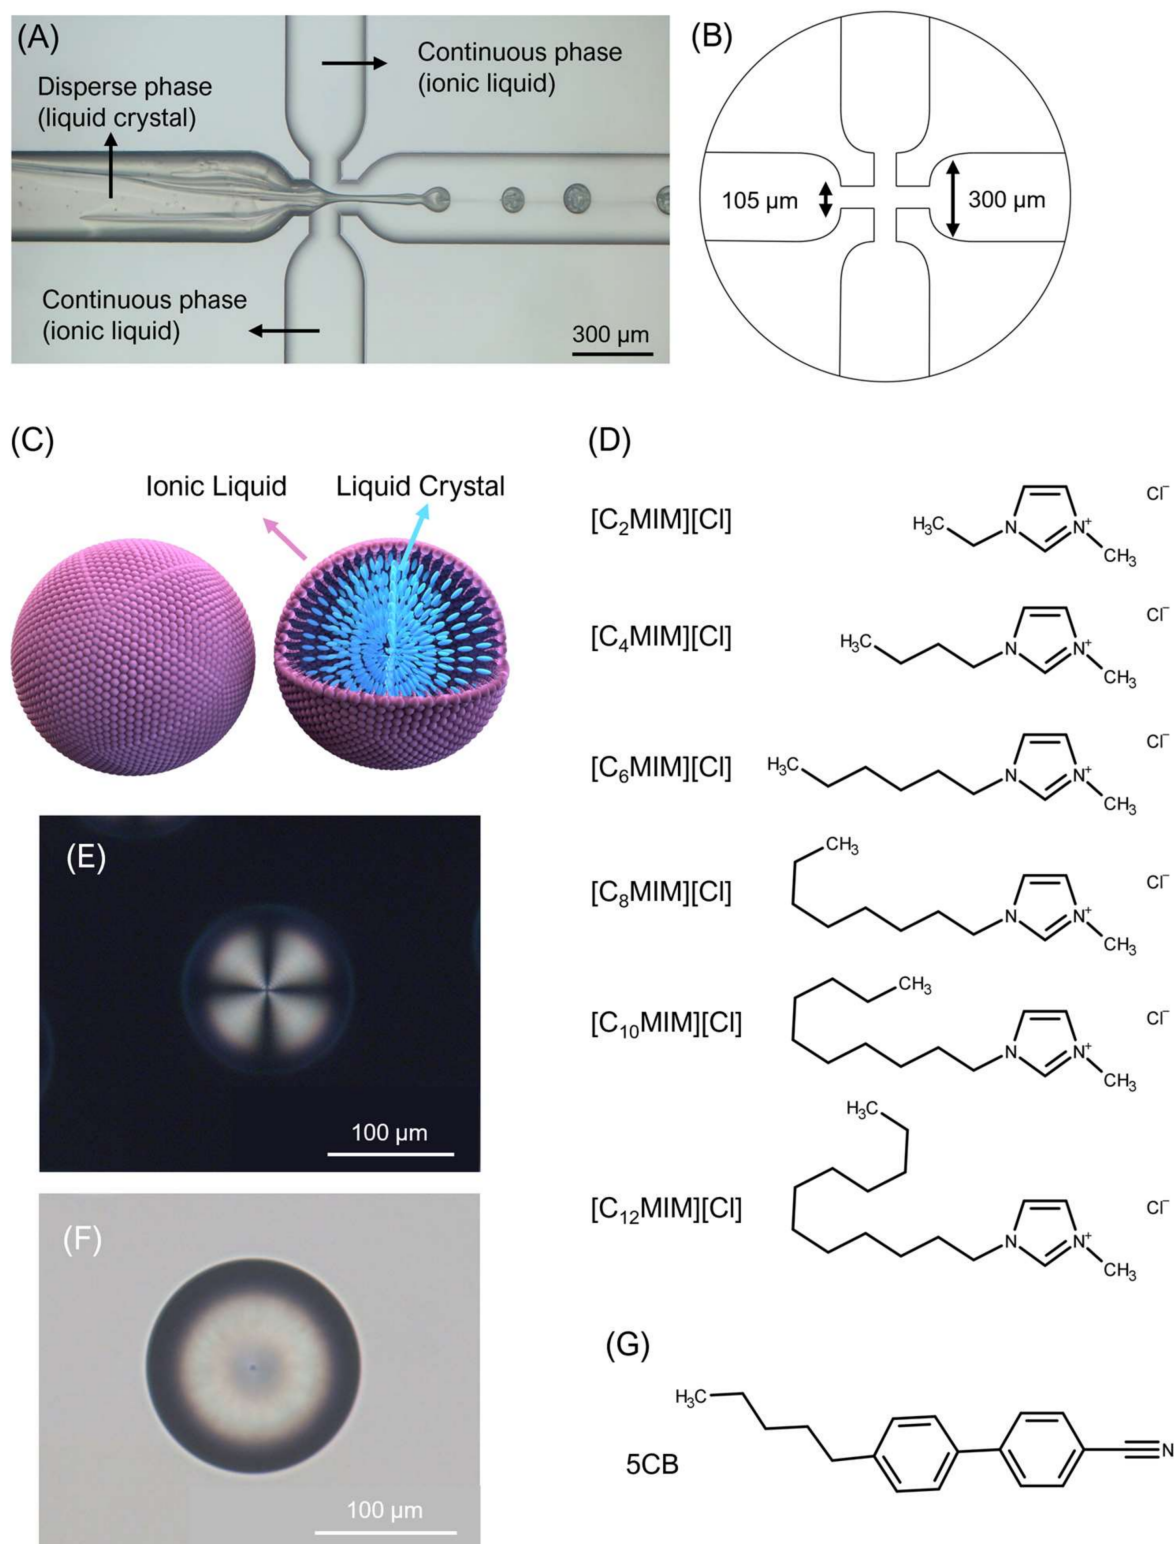 (A)
Disperse phase
(liquid crystal)
Continuous phase
(ionic liquid)
Continuous phase
(ionic liquid)
300 µm
(B)
105 µm
300 µm
(C)
Ionic Liquid
Liquid Crystal
(D)
[C₂MIM][Cl]
H₃C
N
N⁺
CH₃
Cl⁻
[C₄MIM][Cl]
H₃C
N
N⁺
CH₃
Cl⁻
[C₆MIM][Cl]
H₃C
N
N⁺
CH₃
Cl⁻
[C₈MIM][Cl]
CH₃
N
N⁺
CH₃
Cl⁻
[C₁₀MIM][Cl]
CH₃
N
N⁺
CH₃
Cl⁻
[C₁₂MIM][Cl]
H₃C
N
N⁺
CH₃
Cl⁻
(E)
100 µm
(F)
100 µm
(G)
5CB
H₃C
N